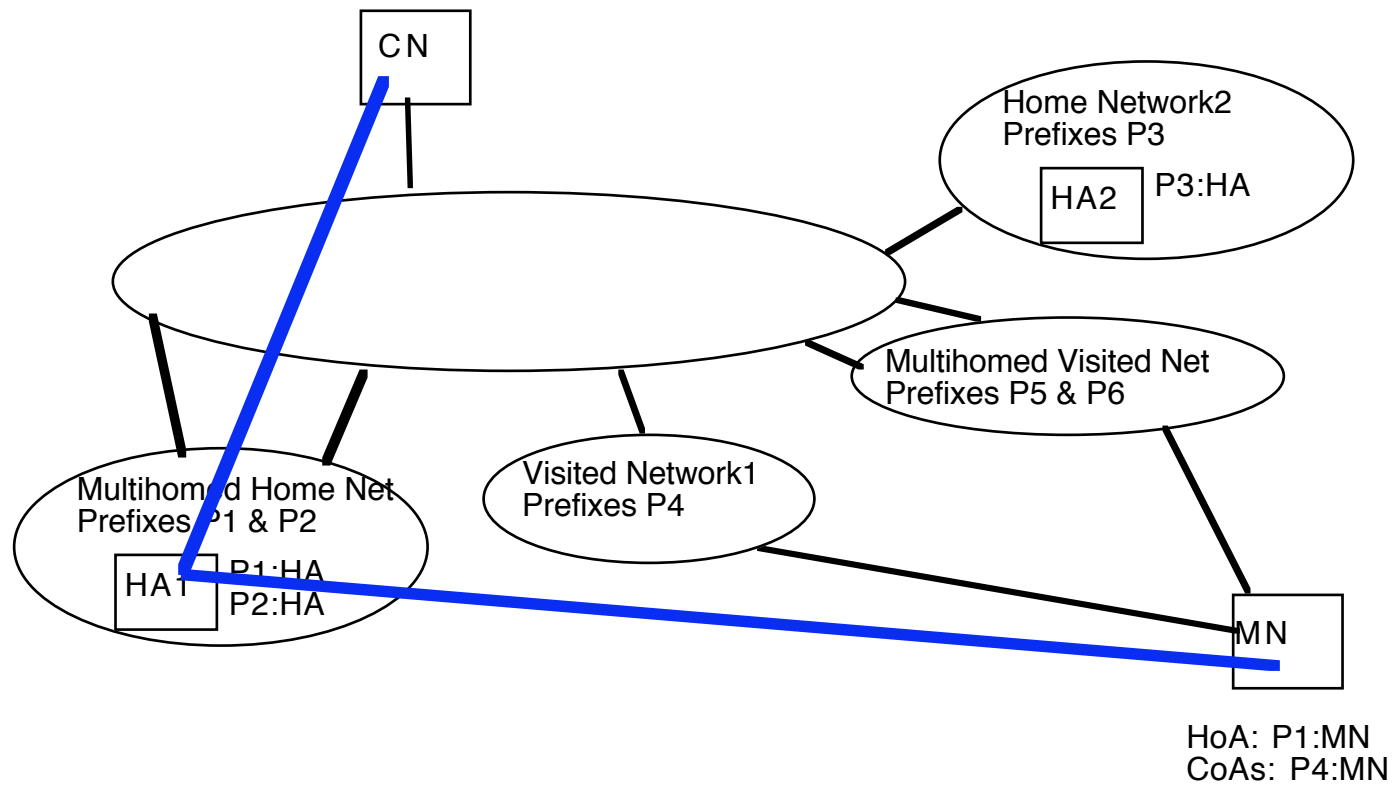 CN
Home Network2
Prefixes P3
HA2
P3:HA
Multihomed Visited Net
Prefixes P5 & P6
Visited Network1
Prefixes P4
Multihomed Home Net
Prefixes P1 & P2
HA1
P1:HA
P2:HA
MN
HoA: P1:MN
CoAs: P4:MN